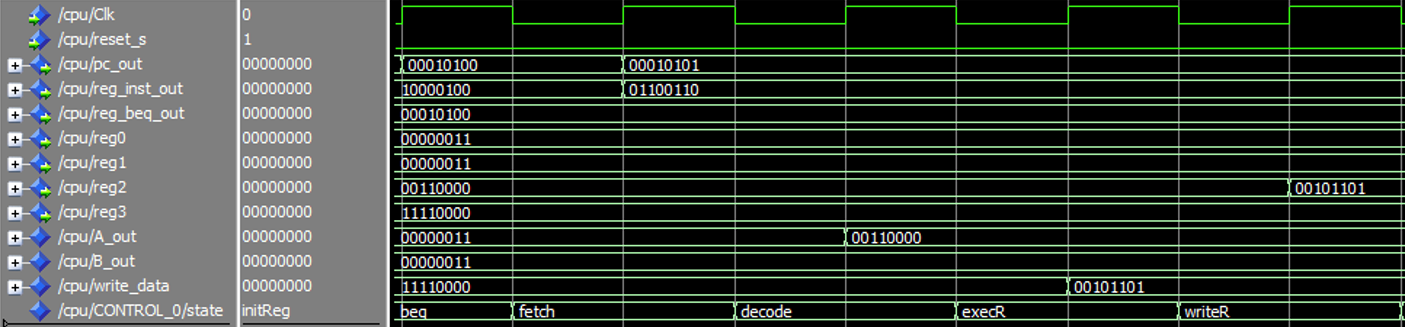 /cpu/Clk 0
/cpu/reset_s 1
/cpu/pc_out 00000000 00010100 00010101
/cpu/reg_inst_out 00000000 10000100 01100110
/cpu/reg_beq_out 00000000 00010100
/cpu/reg0 00000000 00000011
/cpu/reg1 00000000 00000011
/cpu/reg2 00000000 00110000 00101101
/cpu/reg3 00000000 11110000
/cpu/A_out 00000000 00000011 00110000
/cpu/B_out 00000000 00000011
/cpu/write_data 00000000 11110000 00101101
/cpu/CONTROL_0/state initReg beq fetch decode execR writeR